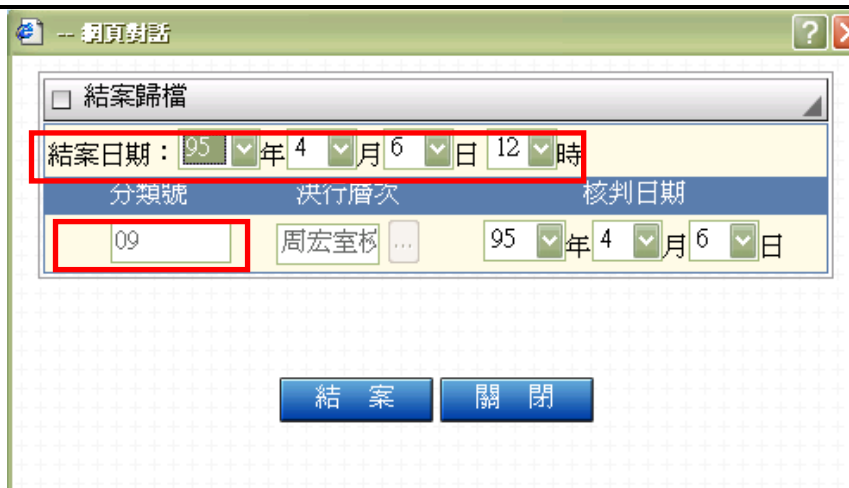 -- 網頁對話
結案歸檔
結案日期：95 年 4 月 6 日 12 時
分類號 決行層次 核判日期
09 周宏室核 ... 95 年 4 月 6 日
結 案 關 閉